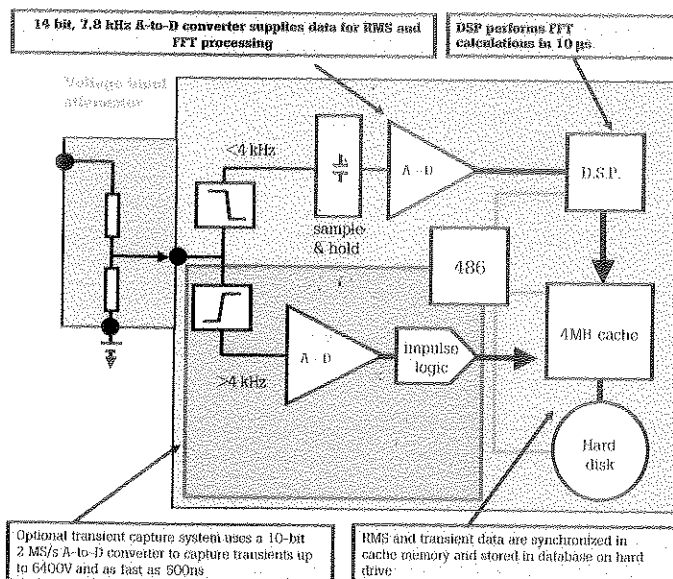 14 bit, 7.8 kHz A-to-D converter supplies data for RMS and
FFT processing
DSP performs FFT
calculations in 10 µs
Voltage
attenuator
<4 kHz
A - D
D.S.P.
sample
& hold
486
4MB cache
A - D
impulse
logic
>4 kHz
Hard
disk
Optional transient capture system uses a 10-bit
2 MS/s A-to-D converter to capture transients up
to 6400V and as fast as 500ns
RMS and transient data are synchronized in
cache memory and stored in database on hard
drive